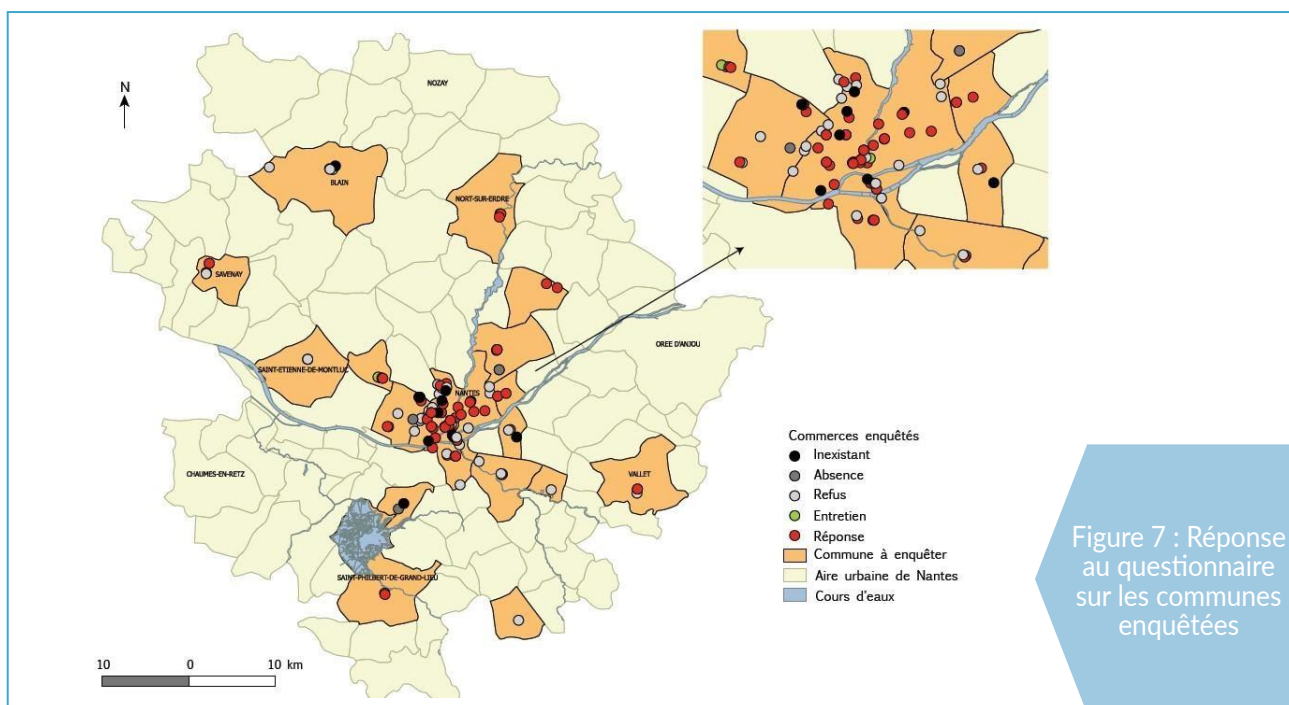 N
NOZAY
BLAIN
NORT-SUR-ERDRE
SAVENAY
OREE D'ANJOU
SAINT-ETIENNE-DE-MONTLUC
NANTES
CHAUMES-EN-RETZ
VALLET
SAINT-PHILBERT-DE-GRAND-LIEU
10 0 10 km
Commerces enquêtés
Inexistant
Absence
Refus
Entretien
Réponse
Commune à enquêter
Aire urbaine de Nantes
Cours d'eaux
Figure 7 : Réponse
au questionnaire
sur les communes
enquêtées